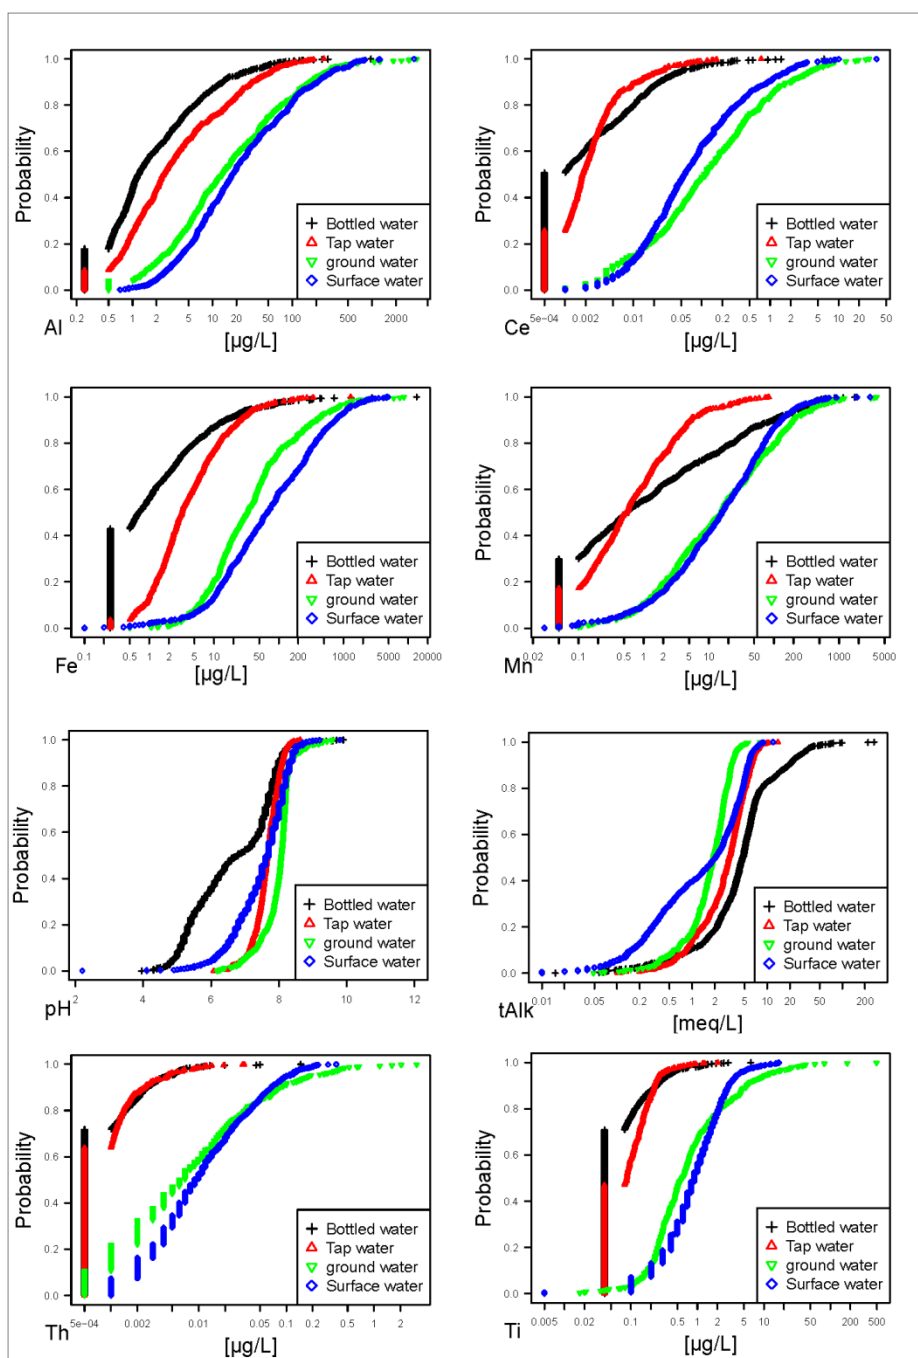 1.0
0.8
0.6
0.4
0.2
0.0
Probability
Bottled water
Tap water
ground water
Surface water
0.2 0.5 1 2 5 10 20 50 100 500 2000
Al [µg/L]
1.0
0.8
0.6
0.4
0.2
0.0
Probability
Bottled water
Tap water
ground water
Surface water
5e−04 0.002 0.01 0.05 0.2 0.5 1 2 5 10 20 50
Ce [µg/L]
1.0
0.8
0.6
0.4
0.2
0.0
Probability
Bottled water
Tap water
ground water
Surface water
0.1 0.5 1 2 5 10 50 200 1000 5000 20000
Fe [µg/L]
1.0
0.8
0.6
0.4
0.2
0.0
Probability
Bottled water
Tap water
ground water
Surface water
0.02 0.1 0.5 1 2 5 10 50 200 1000 5000
Mn [µg/L]
1.0
0.8
0.6
0.4
0.2
0.0
Probability
Bottled water
Tap water
ground water
Surface water
2 4 6 8 10 12
pH
1.0
0.8
0.6
0.4
0.2
0.0
Probability
Bottled water
Tap water
ground water
Surface water
0.01 0.05 0.2 0.5 1 2 5 10 20 50 200
tAlk [meq/L]
1.0
0.8
0.6
0.4
0.2
0.0
Probability
Bottled water
Tap water
ground water
Surface water
5e−04 0.002 0.01 0.05 0.1 0.2 0.5 1 2
Th [µg/L]
1.0
0.8
0.6
0.4
0.2
0.0
Probability
Bottled water
Tap water
ground water
Surface water
0.005 0.02 0.1 0.5 1 2 5 10 50 200 500
Ti [µg/L]